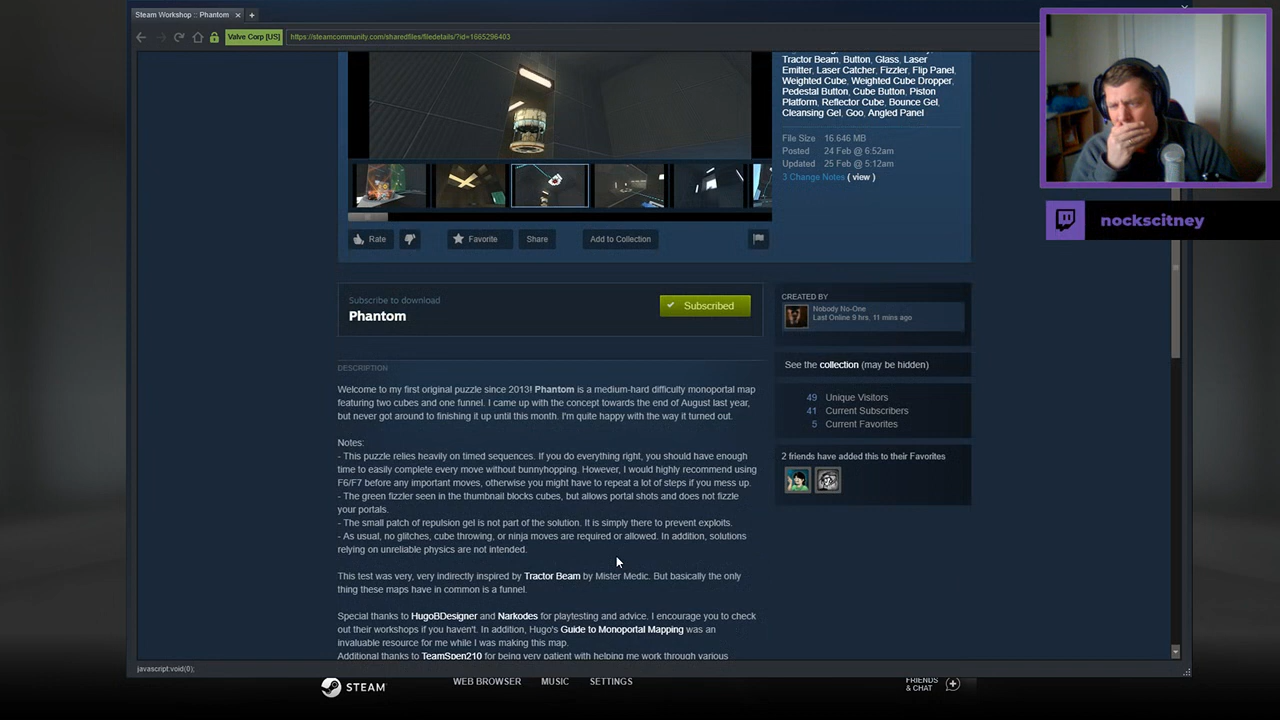 Steam Workshop :: Phantom
Valve Corp [US]
https://steamcommunity.com/sharedfiles/filedetails/?id=1665296403
Tractor Beam, Button, Glass, Laser
Emitter, Laser Catcher, Fizzler, Flip Panel,
Weighted Cube, Weighted Cube Dropper,
Pedestal Button, Cube Button, Piston
Platform, Reflector Cube, Bounce Gel,
Cleansing Gel, Goo, Angled Panel
File Size 16.646 MB
Posted 24 Feb @ 6:52am
Updated 25 Feb @ 5:12am
3 Change Notes ( view )
nockscitney
Rate
Favorite
Share
Add to Collection
Subscribe to download
Phantom
Subscribed
CREATED BY
Nobody No-One
Last Online 9 hrs, 11 mins ago
See the collection (may be hidden)
49 Unique Visitors
41 Current Subscribers
5 Current Favorites
2 friends have added this to their Favorites
DESCRIPTION
Welcome to my first original puzzle since 2013! Phantom is a medium-hard difficulty monoportal map
featuring two cubes and one funnel. I came up with the concept towards the end of August last year,
but never got around to finishing it up until this month. I'm quite happy with the way it turned out.
Notes:
- This puzzle relies heavily on timed sequences. If you do everything right, you should have enough
time to easily complete every move without bunnyhopping. However, I would highly recommend using
F6/F7 before any important moves, otherwise you might have to repeat a lot of steps if you mess up.
- The green fizzler seen in the thumbnail blocks cubes, but allows portal shots and does not fizzle
your portals.
- The small patch of repulsion gel is not part of the solution. It is simply there to prevent exploits.
- As usual, no glitches, cube throwing, or ninja moves are required or allowed. In addition, solutions
relying on unreliable physics are not intended.
This test was very, very indirectly inspired by Tractor Beam by Mister Medic. But basically the only
thing these maps have in common is a funnel.
Special thanks to HugoBDesigner and Narkodes for playtesting and advice. I encourage you to check
out their workshops if you haven't. In addition, Hugo's Guide to Monoportal Mapping was an
invaluable resource for me while I was making this map.
Additional thanks to TeamSpen210 for being very patient with helping me work through various
javascript:void(0);
STEAM
WEB BROWSER
MUSIC
SETTINGS
FRIENDS
& CHAT